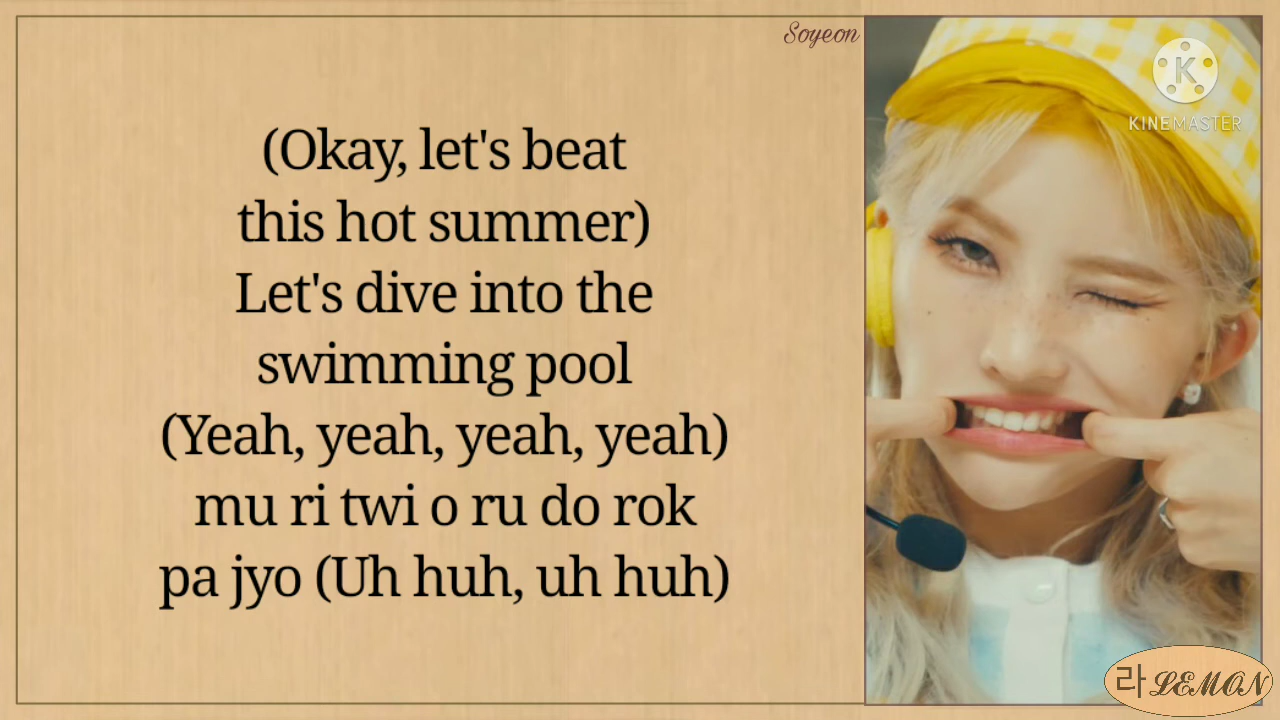 Soyeon
(Okay, let's beat
this hot summer)
Let's dive into the
swimming pool
(Yeah, yeah, yeah, yeah)
mu ri twi o ru do rok
pa jyo (Uh huh, uh huh)
K
KINEMASTER
라 LEMON